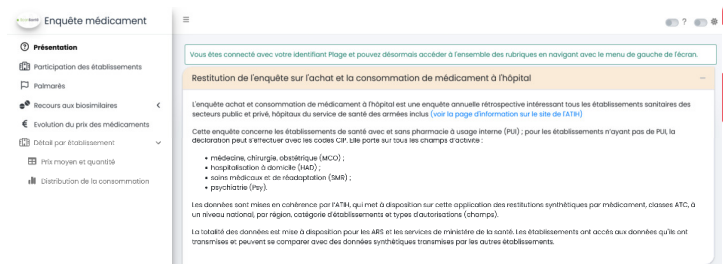 Enquête médicament
?
Présentation
Participation des établissements
Palmarès
Recours aux biosimilaires
Evolution du prix des médicaments
Détail par établissement
Prix moyen et quantité
Distribution de la consommation
Vous êtes connecté avec votre identifiant Plage et pouvez désormais accéder à l'ensemble des rubriques en navigant avec le menu de gauche de l'écran.
Restitution de l'enquête sur l'achat et la consommation de médicament à l'hôpital
L'enquête achat et consommation de médicament à l'hôpital est une enquête annuelle rétrospective intéressant tous les établissements sanitaires des
secteurs public et privé, hôpitaux du service de santé des armées inclus (voir la page d'information sur le site de l'ATIH)
Cette enquête concerne les établissements de santé avec et sans pharmacie à usage interne (PUI) ; pour les établissements n'ayant pas de PUI, la
déclaration peut s'effectuer avec les codes CIP. Elle porte sur tous les champs d'activité :
• médecine, chirurgie, obstétrique (MCO) ;
• hospitalisation à domicile (HAD) ;
• soins médicaux et de réadaptation (SMR) ;
• psychiatrie (Psy).
Les données sont mises en cohérence par l'ATIH, qui met à disposition sur cette application des restitutions synthétiques par médicament, classes ATC, à
un niveau national, par région, catégorie d'établissements et types d'autorisations (champs).
La totalité des données est mise à disposition pour les ARS et les services de ministère de la santé. Les établissements ont accès aux données qu'ils ont
transmises et peuvent se comparer avec des données synthétiques transmises par les autres établissements.